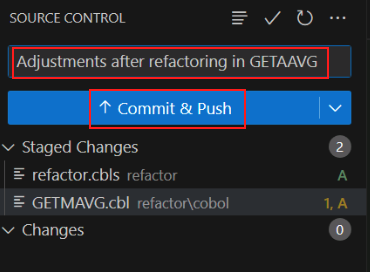 SOURCE CONTROL
Adjustments after refactoring in GETAAVG
Commit & Push
Staged Changes 2
refactor.cbls refactor A
GETMAVG.cbl refactor\cobol 1, A
Changes 0